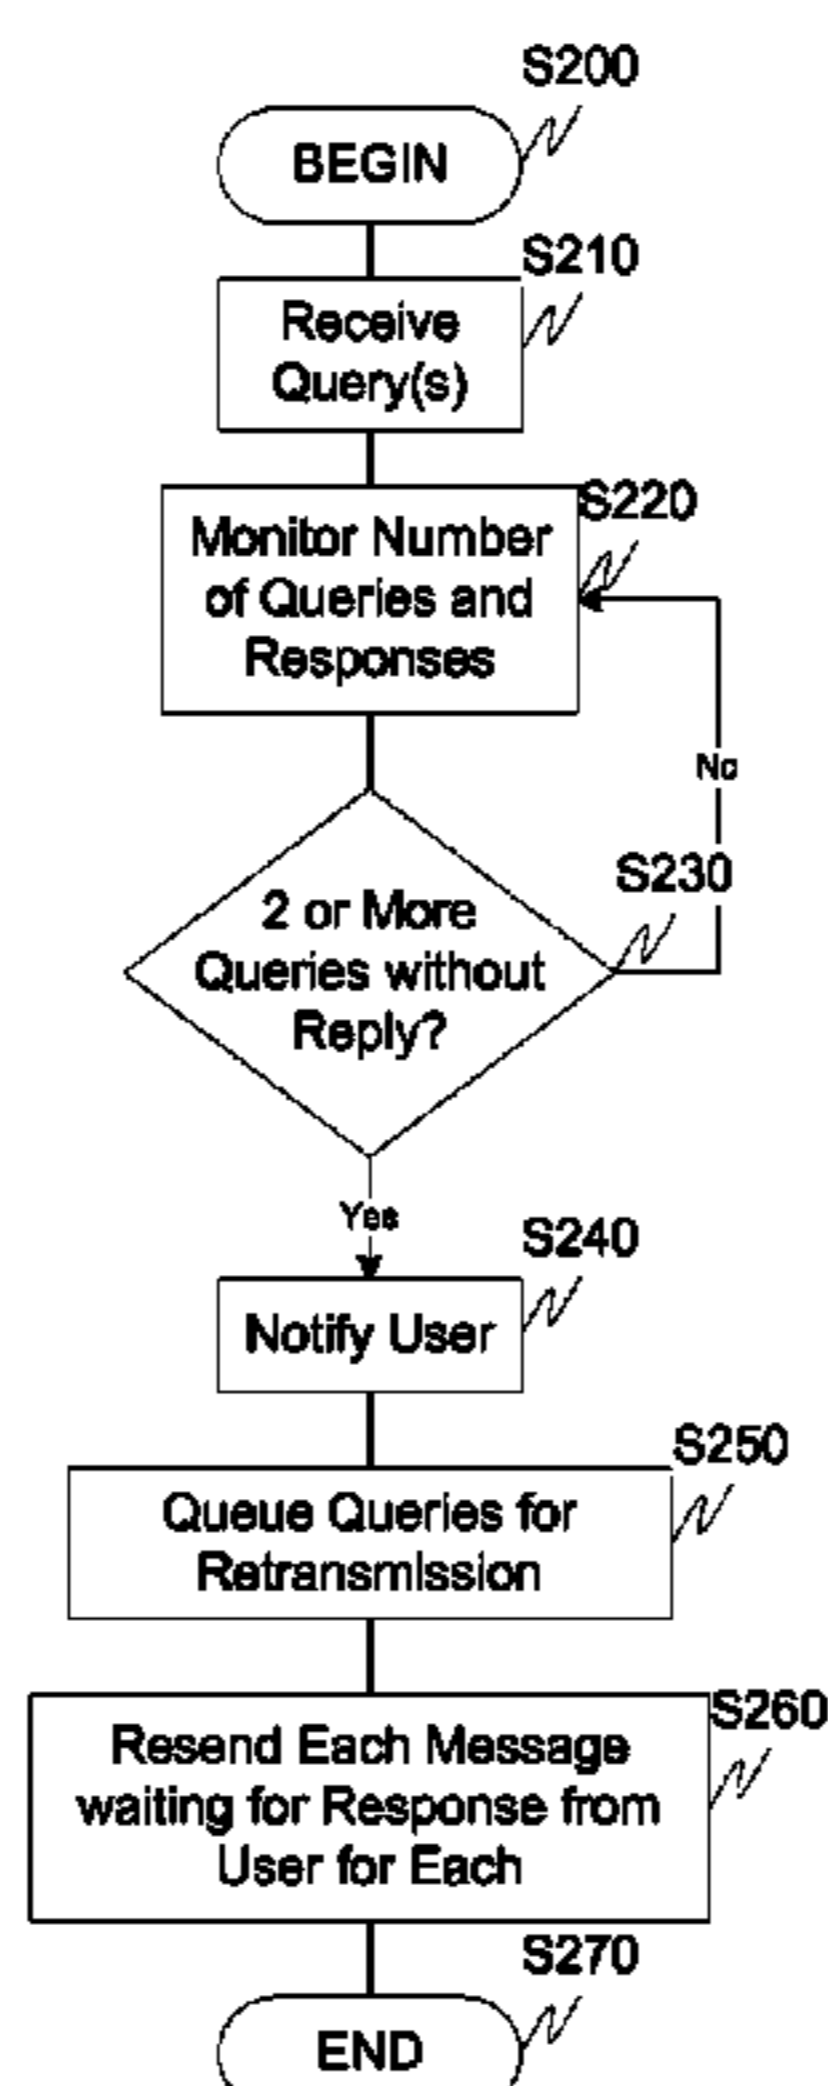 S200
BEGIN
S210
Receive
Query(s)
S220
Monitor Number
of Queries and
Responses
No
S230
2 or More
Queries without
Reply?
Yes
S240
Notify User
S250
Queue Queries for
Retransmission
S260
Resend Each Message
waiting for Response from
User for Each
S270
END